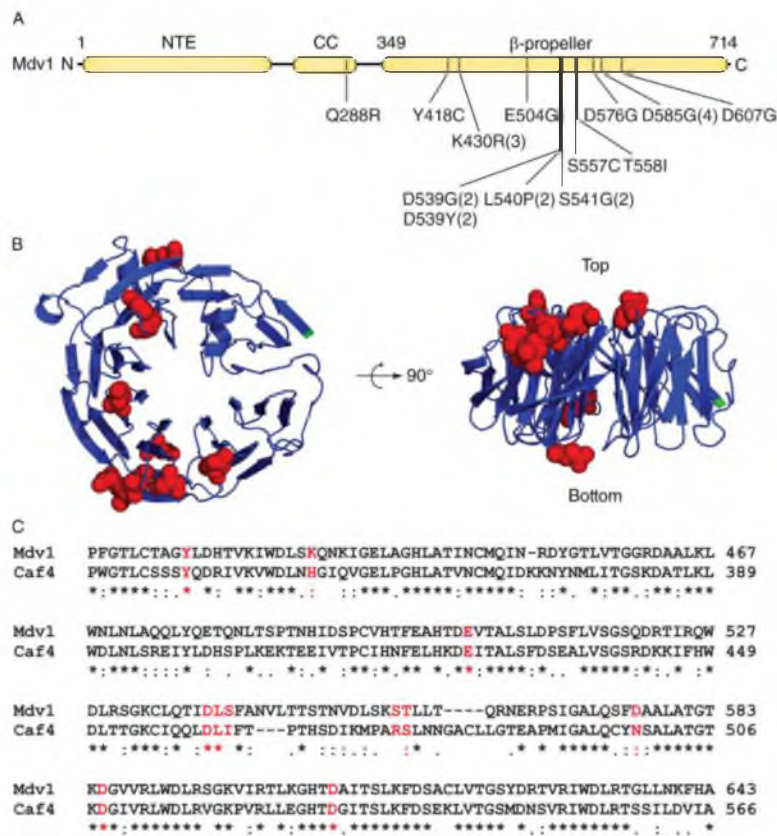 A
1 NTE CC 349 β-propeller 714
Mdv1 N C
Q288R Y418C E504G D576G D585G(4) D607G
K430R(3)
S557C T558I
D539G(2) L540P(2) S541G(2)
D539Y(2)
B
Top
90°
Bottom
C
Mdv1 PFGTLCTAGYLDHTVKIWDLSKQNKIGELAGHLATINCMQIN-RDYGTLVTGGRDAALKL 467
Caf4 PWGTLCSSSYQDRIVKVWDLNHGIQVGELPGHLATVNCMQIDKKNYNMLITGSKDATLKL 389
Mdv1 WNLNLAQQLYQETQNLTSPTNHIDSPCVHTFEAHTDEVTALSLDPSFLVSGSQDRTIRQW 527
Caf4 WDLNLSREIYLDHSPLKEKTEEIVTPCIHNFELHKDEITALSFDSEALVSGSRDKKIFHW 449
Mdv1 DLRSGKCLQTIDLSFANVLTTSTNVDLSKSTLLT----QRNERPSIGALQSFDAALATGT 583
Caf4 DLTTGKCIQQLDLIFT---PTHSDIKMPARSLNNGACLLGTEAPMIGALQCYNSALATGT 506
Mdv1 KDGVVRLWDLRSGKVIRTLKGHTDAITSLKFDSACLVTGSYDRTVRIWDLRTGLLNKFHA 643
Caf4 KDGIVRLWDLRVGKPVRLLEGHTDGITSLKFDSEKLVTGSMDNSVRIWDLRTSSILDVIA 566